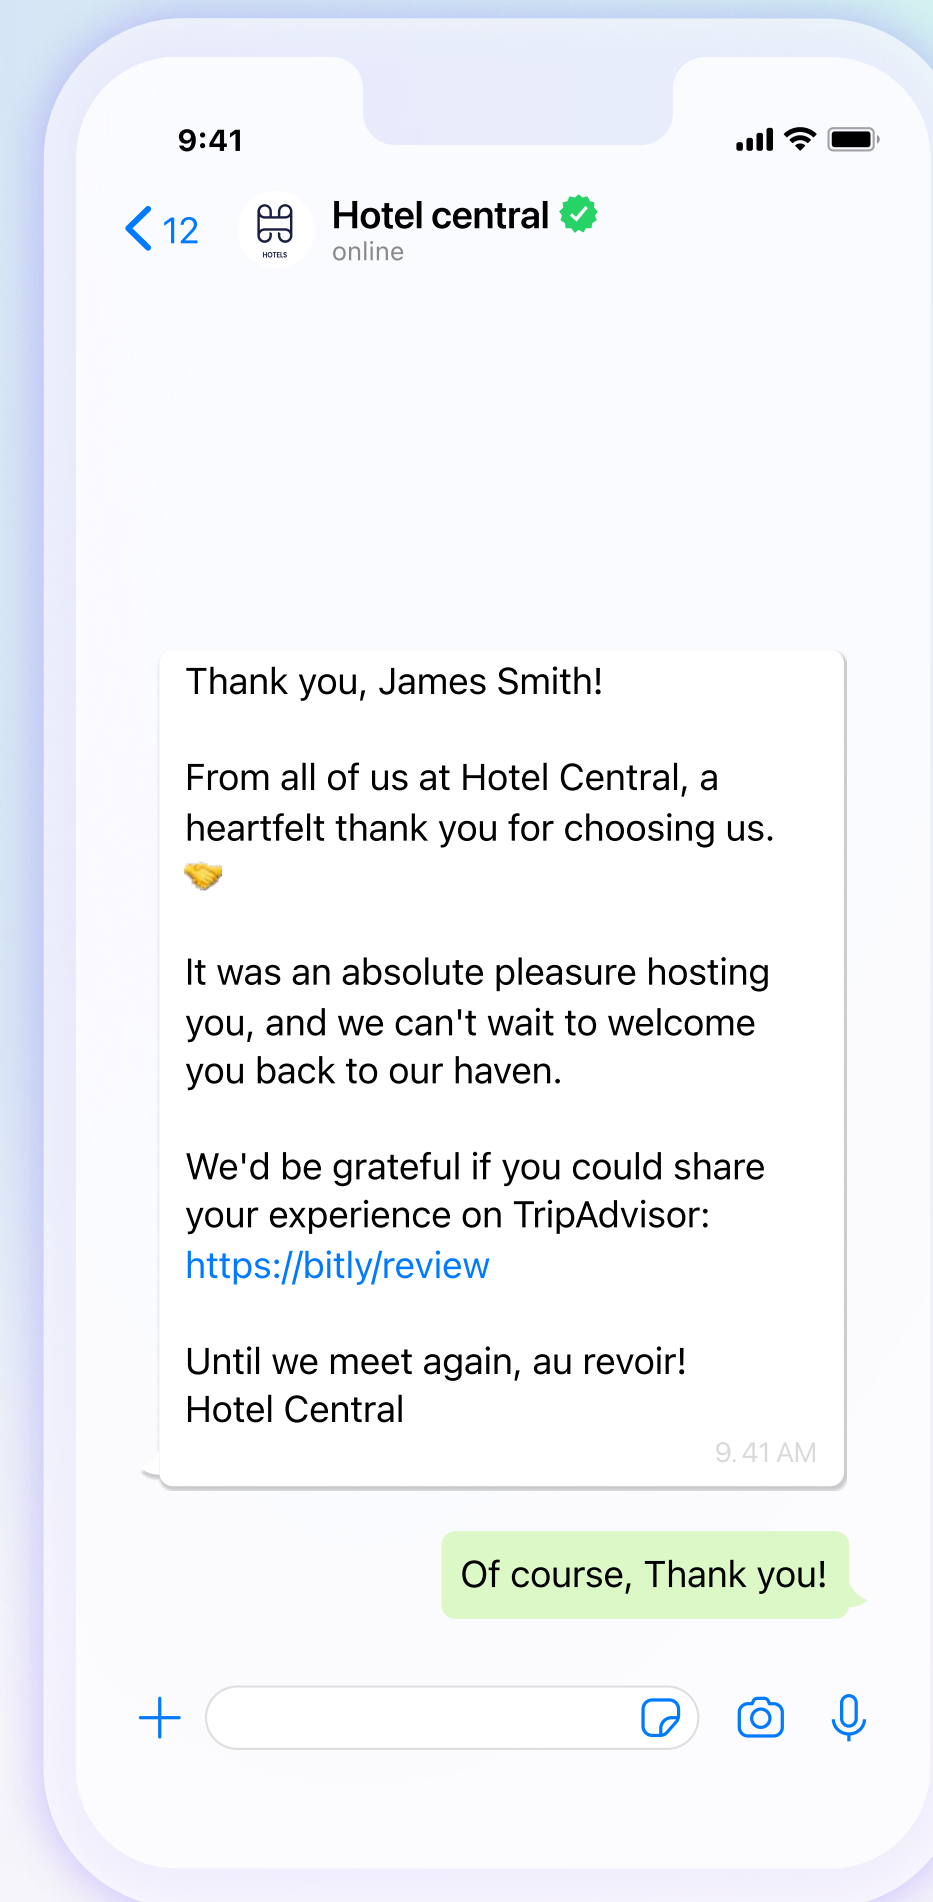 9:41
12
HOTELS
Hotel central
online
Thank you, James Smith!
From all of us at Hotel Central, a
heartfelt thank you for choosing us.
🤝
It was an absolute pleasure hosting
you, and we can't wait to welcome
you back to our haven.
We'd be grateful if you could share
your experience on TripAdvisor:
https://bitly/review
Until we meet again, au revoir!
Hotel Central
9.41 AM
Of course, Thank you!